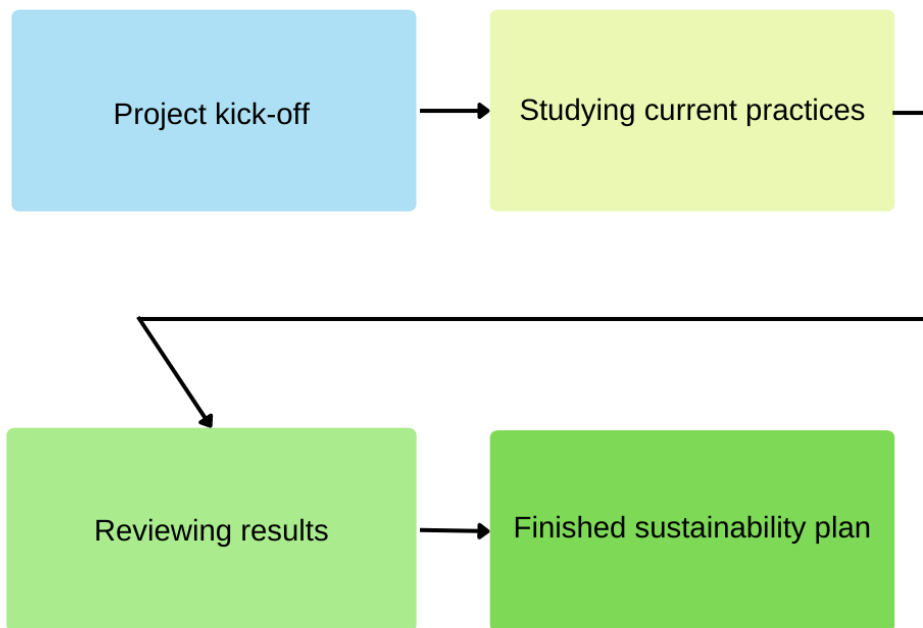 Project kick-off
Studying current practices
Reviewing results
Finished sustainability plan